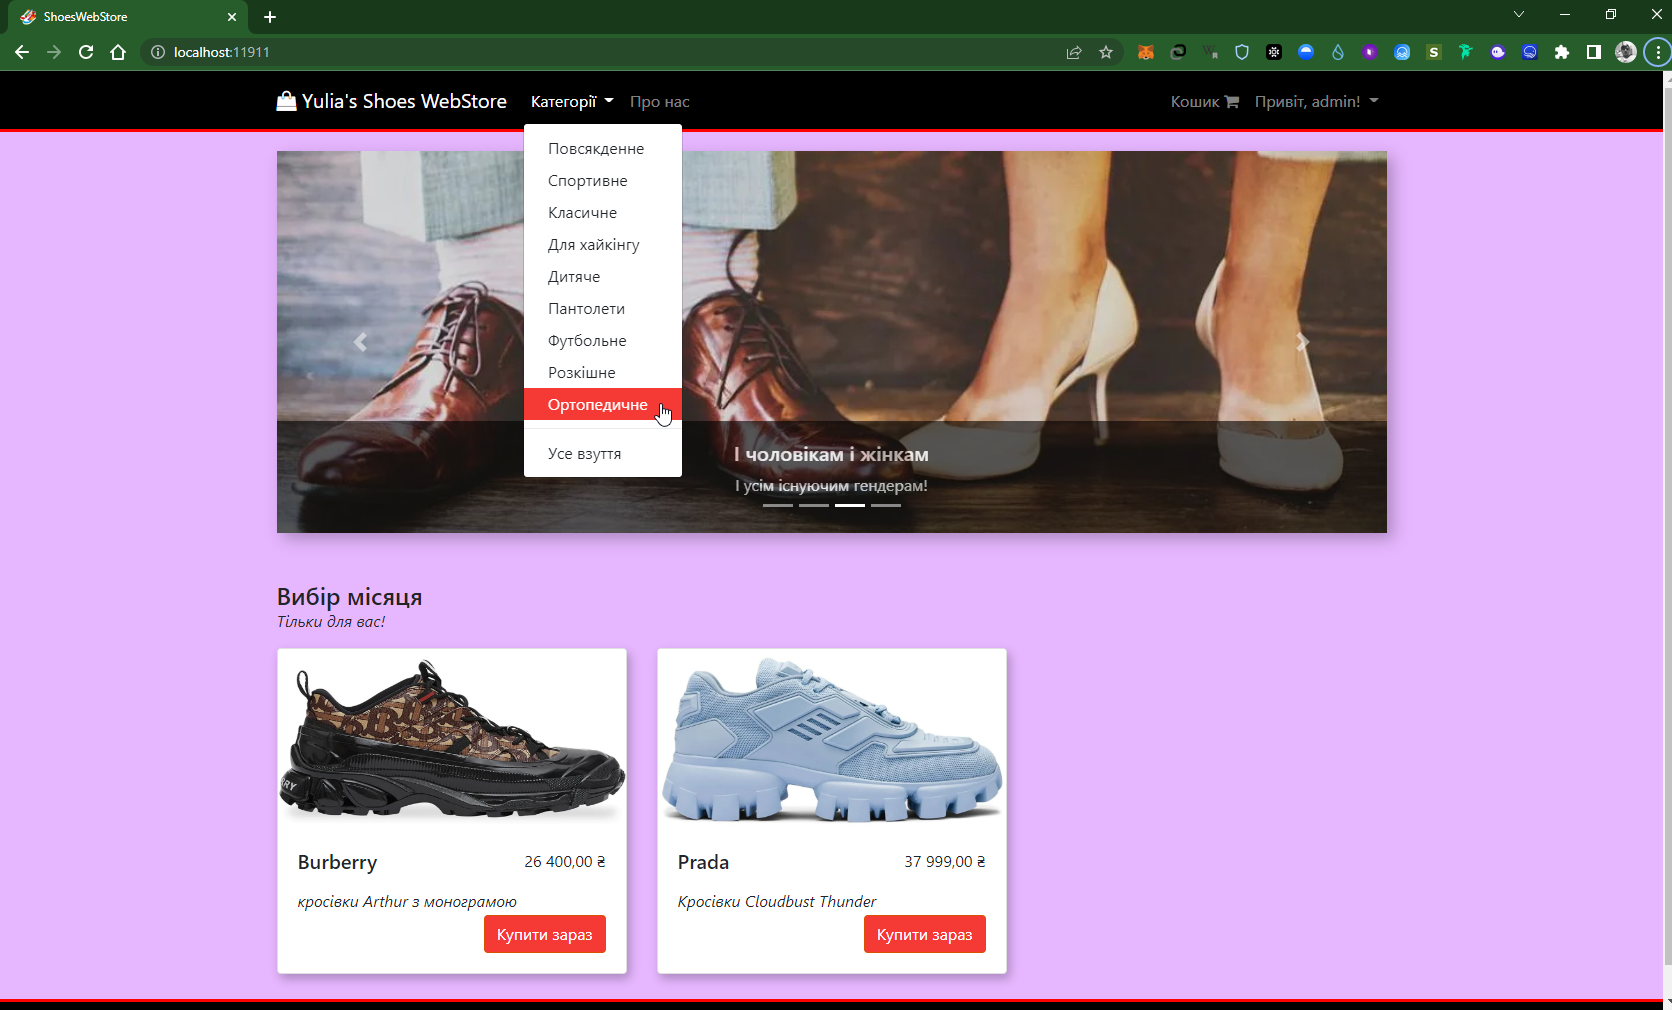 ShoesWebStore
localhost:11911
Yulia's Shoes WebStore
Категорії
Про нас
Кошик
Привіт, admin!
Повсякденне
Спортивне
Класичне
Для хайкінгу
Дитяче
Пантолети
Футбольне
Розкішне
Ортопедичне
Усе взуття
І чоловікам і жінкам
І усім існуючим гендерам!
Вибір місяця
Тільки для вас!
Burberry
26 400,00 ₴
кросівки Arthur з монограмою
Купити зараз
Prada
37 999,00 ₴
Кросівки Cloudbust Thunder
Купити зараз